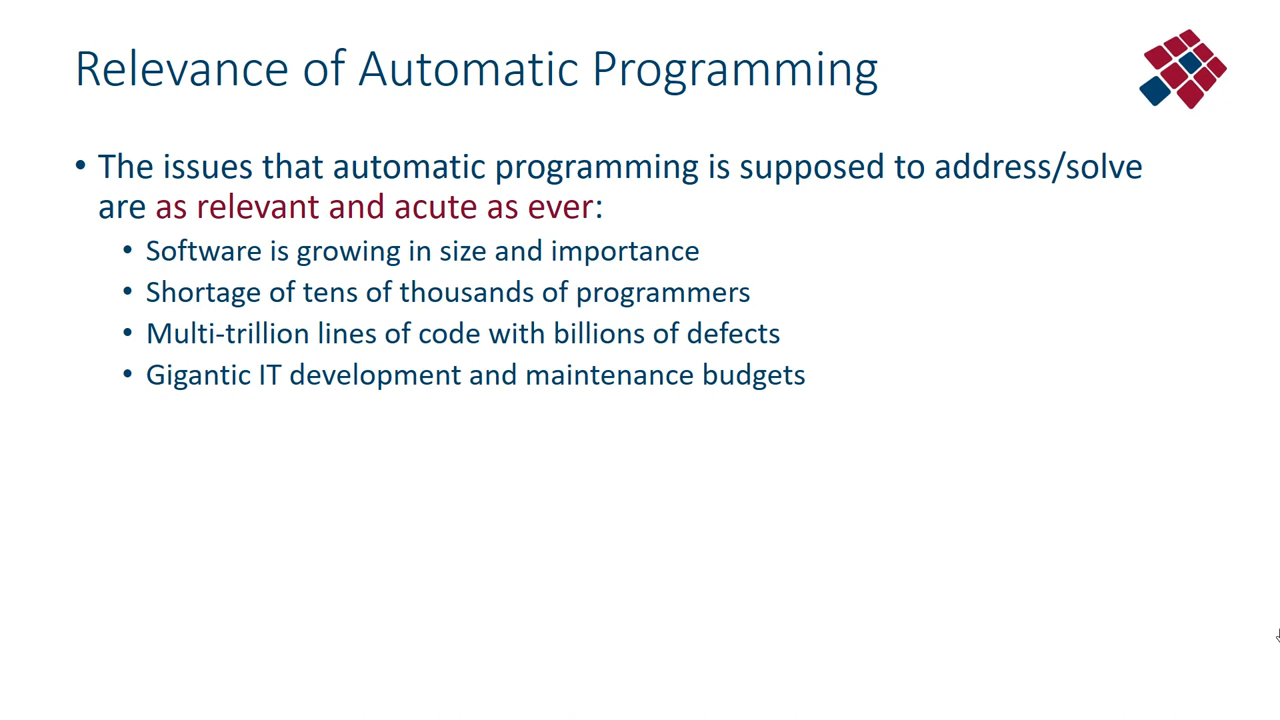 Relevance of Automatic Programming
• The issues that automatic programming is supposed to address/solve
are as relevant and acute as ever:
• Software is growing in size and importance
• Shortage of tens of thousands of programmers
• Multi-trillion lines of code with billions of defects
• Gigantic IT development and maintenance budgets